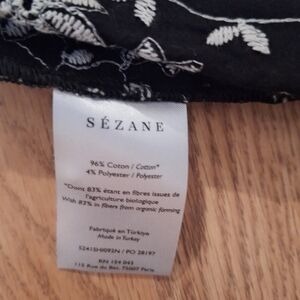 SÉZANE
96% Coton / Cotton*
4% Polyester / Polyester
*Dont 83% étant en fibres issues de
l'agriculture biologique
With 83% in fibers from organic farming
Fabriqué en Türkiye
Made in Turkey
RN 154 045
115 Rue du Bac, 75007 Paris